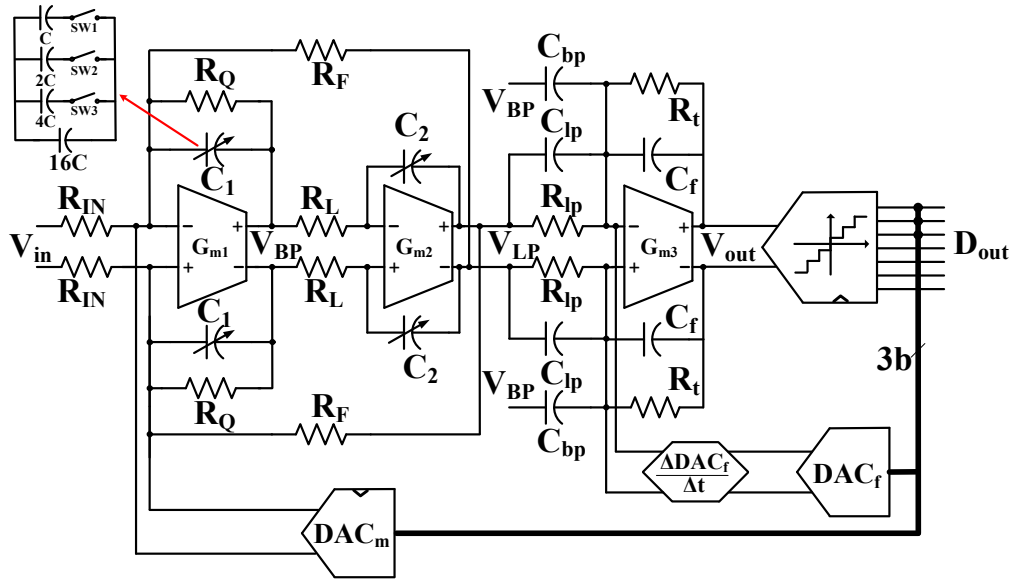 C
SW1
2C
SW2
4C
SW3
16C
R_F
R_Q
C_1
C_2
C_bp
V_BP
C_lp
R_t
C_f
R_IN
V_in
R_IN
G_m1
V_BP
R_L
R_L
G_m2
V_LP
R_lp
R_lp
G_m3
V_out
D_out
C_1
R_Q
C_2
R_F
C_lp
V_BP
C_bp
C_f
R_t
3b
ΔDAC_f
Δt
DAC_f
DAC_m